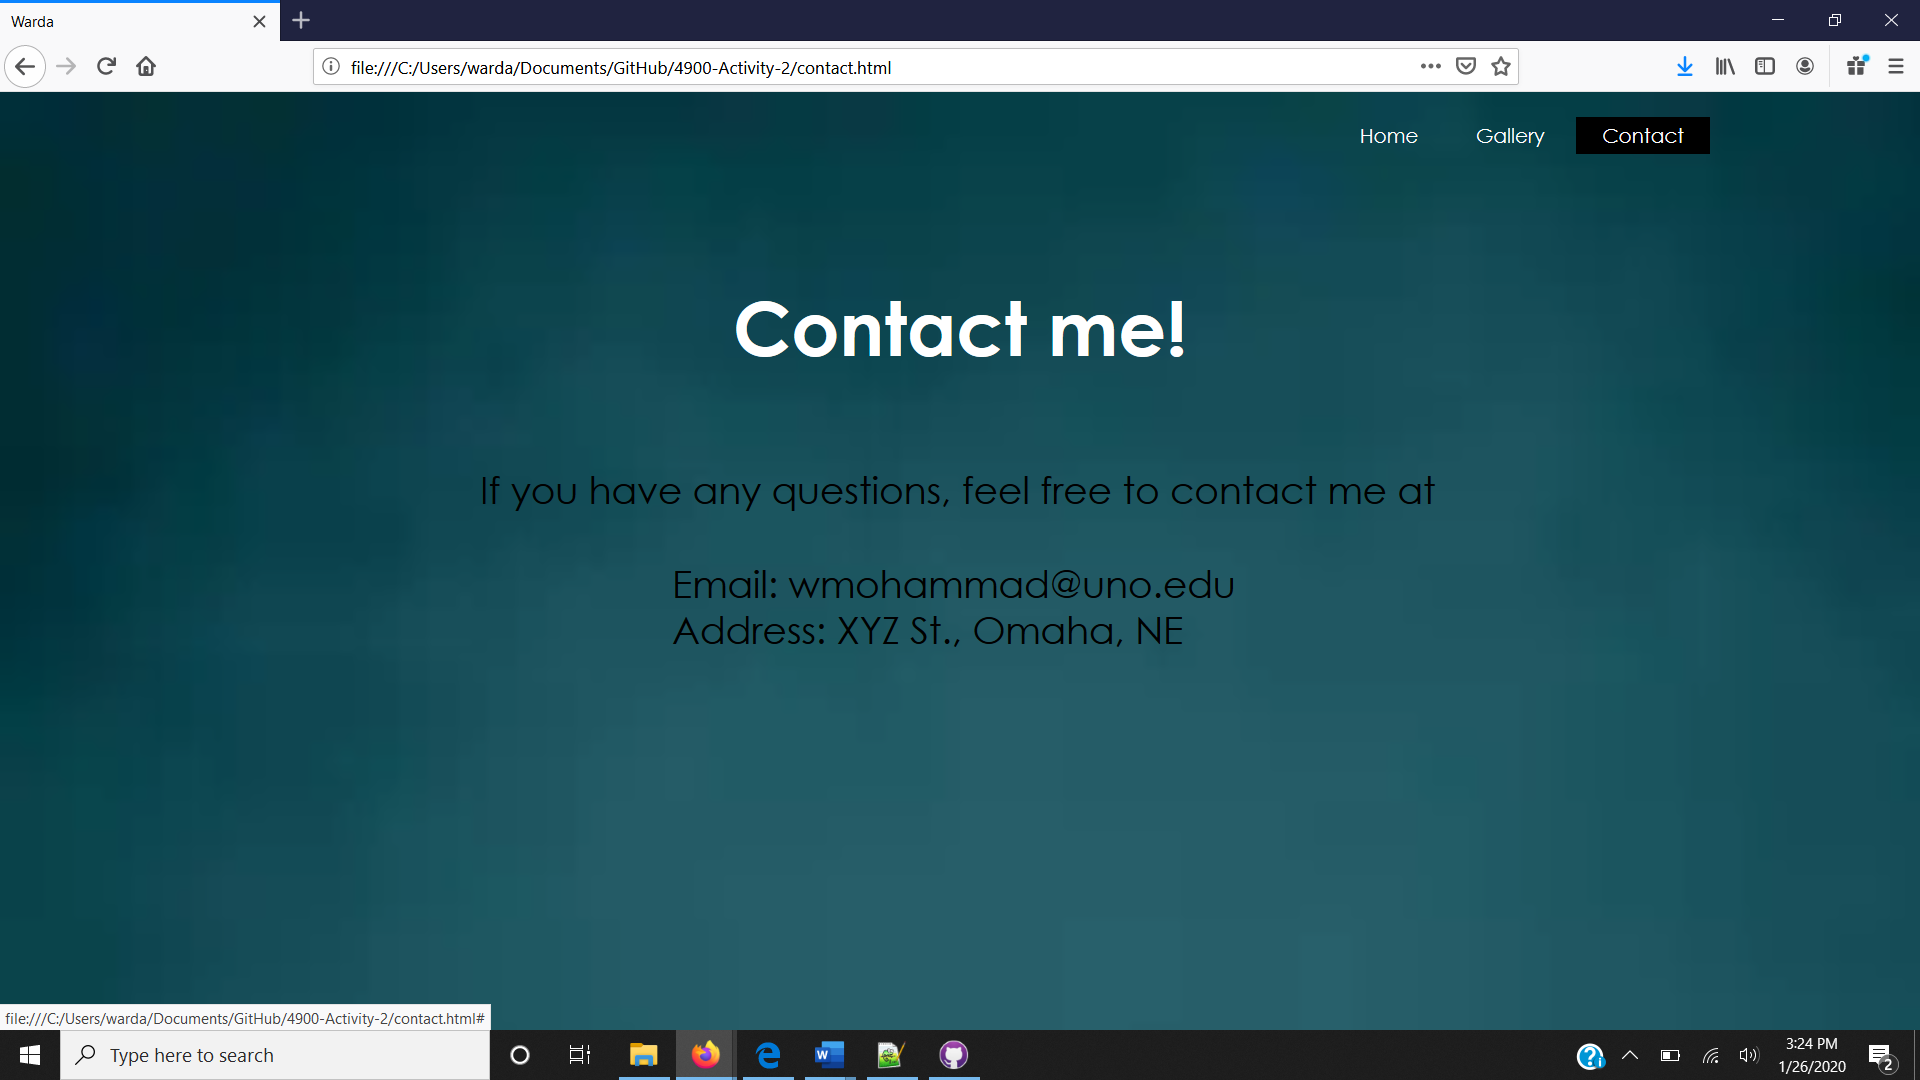 Warda
file:///C:/Users/warda/Documents/GitHub/4900-Activity-2/contact.html
Home Gallery Contact
Contact me!
If you have any questions, feel free to contact me at
Email: wmohammad@uno.edu
Address: XYZ St., Omaha, NE
file:///C:/Users/warda/Documents/GitHub/4900-Activity-2/contact.html#
Type here to search
3:24 PM
1/26/2020
2